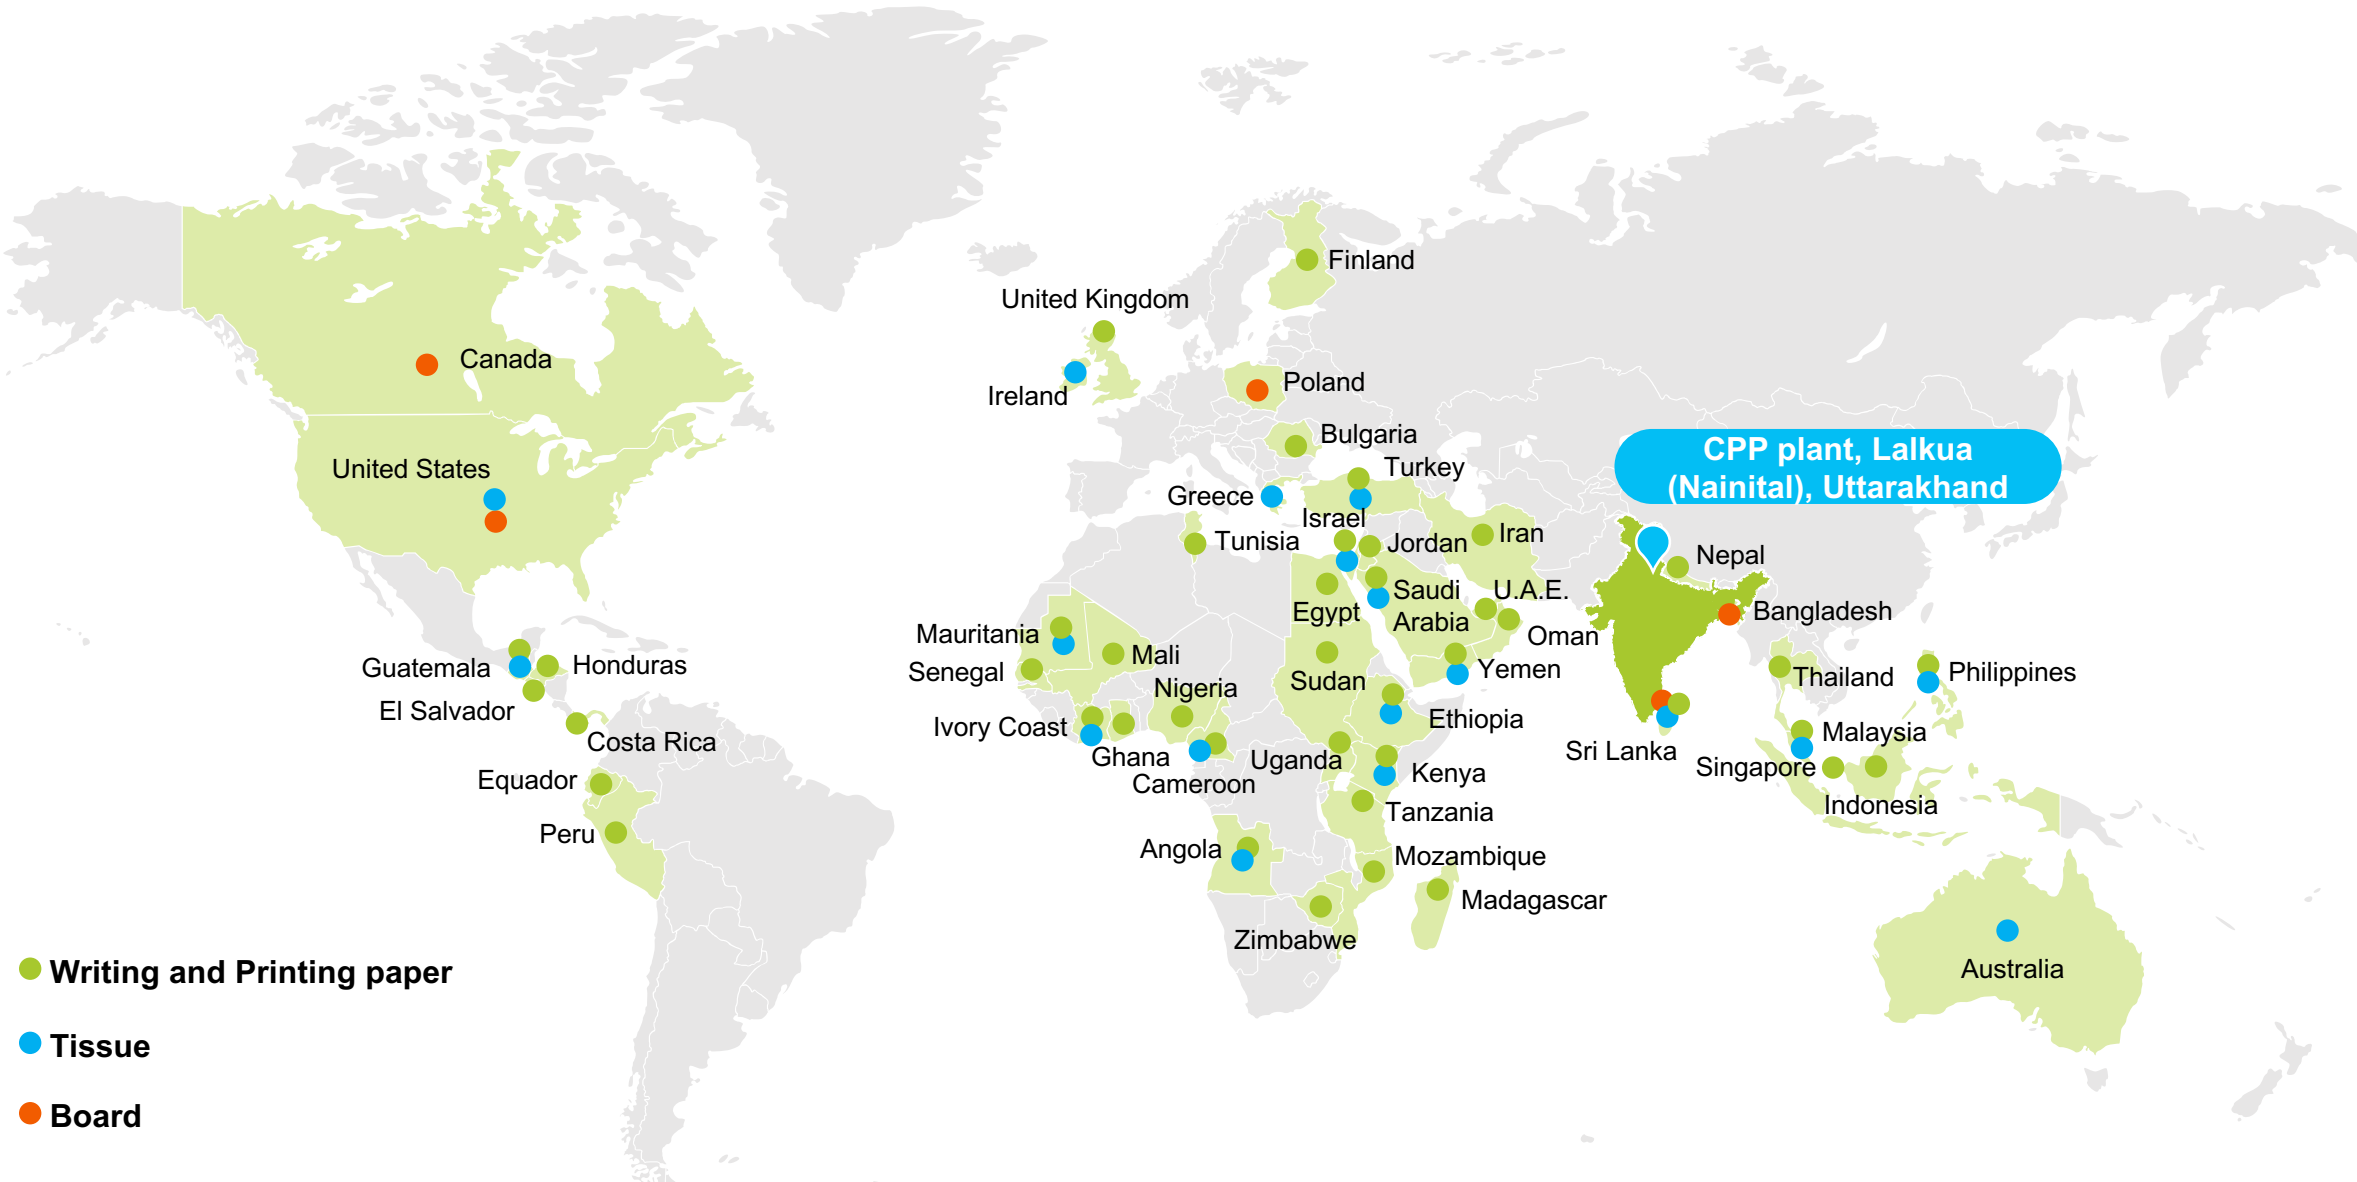 Finland
United Kingdom
Canada
Ireland
Poland
Bulgaria
CPP plant, Lalkua
(Nainital), Uttarakhand
United States
Turkey
Greece
Israel
Tunisia
Jordan
Iran
Nepal
Saudi
Arabia
U.A.E.
Egypt
Bangladesh
Mauritania
Oman
Guatemala
Honduras
Senegal
Mali
Yemen
Thailand
Philippines
Nigeria
Sudan
El Salvador
Ivory Coast
Ethiopia
Costa Rica
Ghana
Uganda
Sri Lanka
Malaysia
Singapore
Equador
Cameroon
Kenya
Indonesia
Tanzania
Peru
Angola
Mozambique
Madagascar
Zimbabwe
Australia
Writing and Printing paper
Tissue
Board